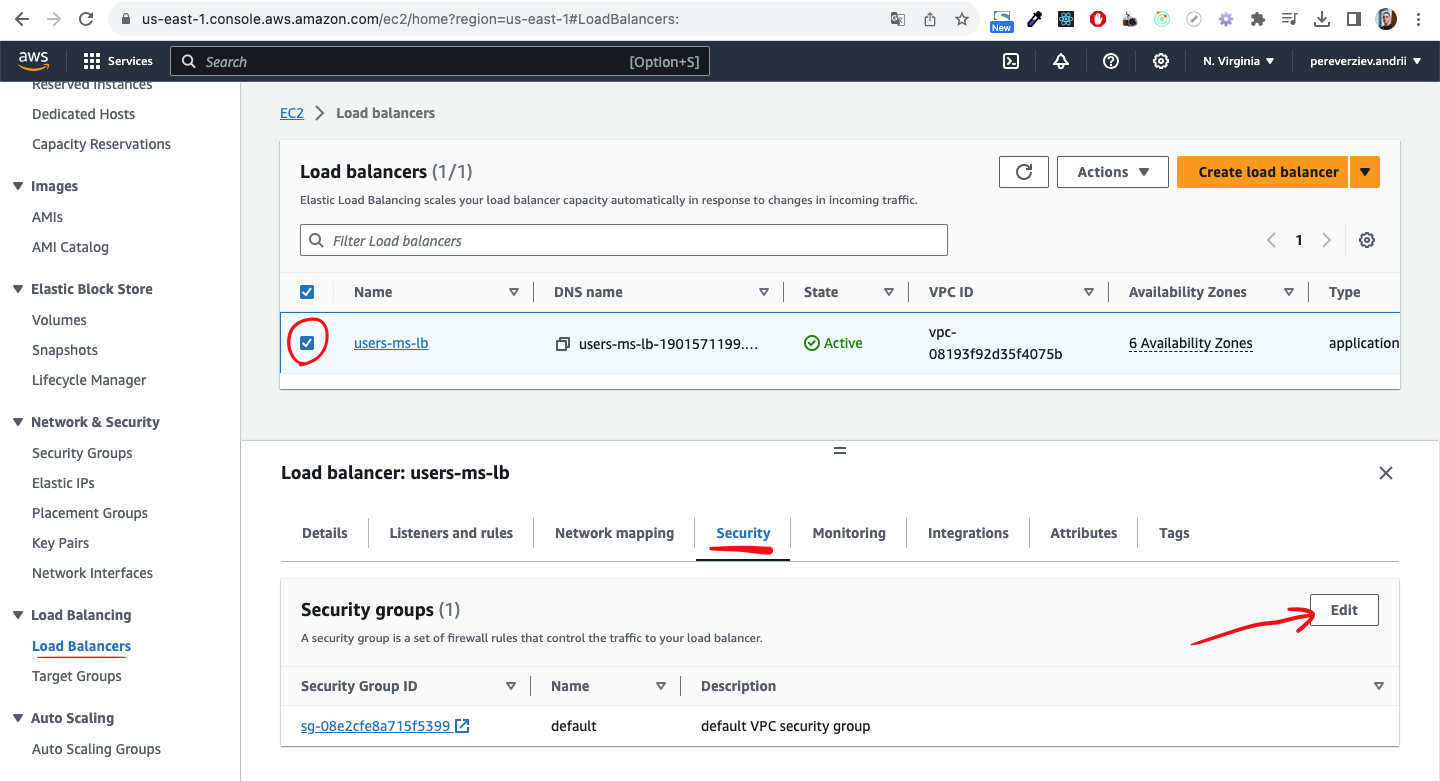 us-east-1.console.aws.amazon.com/ec2/home?region=us-east-1#LoadBalancers:
New
aws
Services
Search
[Option+S]
N. Virginia
pereverziev.andrii
Reserved Instances
Dedicated Hosts
Capacity Reservations
Images
AMIs
AMI Catalog
Elastic Block Store
Volumes
Snapshots
Lifecycle Manager
Network & Security
Security Groups
Elastic IPs
Placement Groups
Key Pairs
Network Interfaces
Load Balancing
Load Balancers
Target Groups
Auto Scaling
Auto Scaling Groups
EC2 Load balancers
Load balancers (1/1)
Actions
Create load balancer
Elastic Load Balancing scales your load balancer capacity automatically in response to changes in incoming traffic.
Filter Load balancers
1
Name DNS name State VPC ID Availability Zones Type
users-ms-lb users-ms-lb-1901571199.... Active vpc-
08193f92d35f4075b 6 Availability Zones application
Load balancer: users-ms-lb
Details Listeners and rules Network mapping Security Monitoring Integrations Attributes Tags
Security groups (1)
Edit
A security group is a set of firewall rules that control the traffic to your load balancer.
Security Group ID Name Description
sg-08e2cfe8a715f5399 default default VPC security group